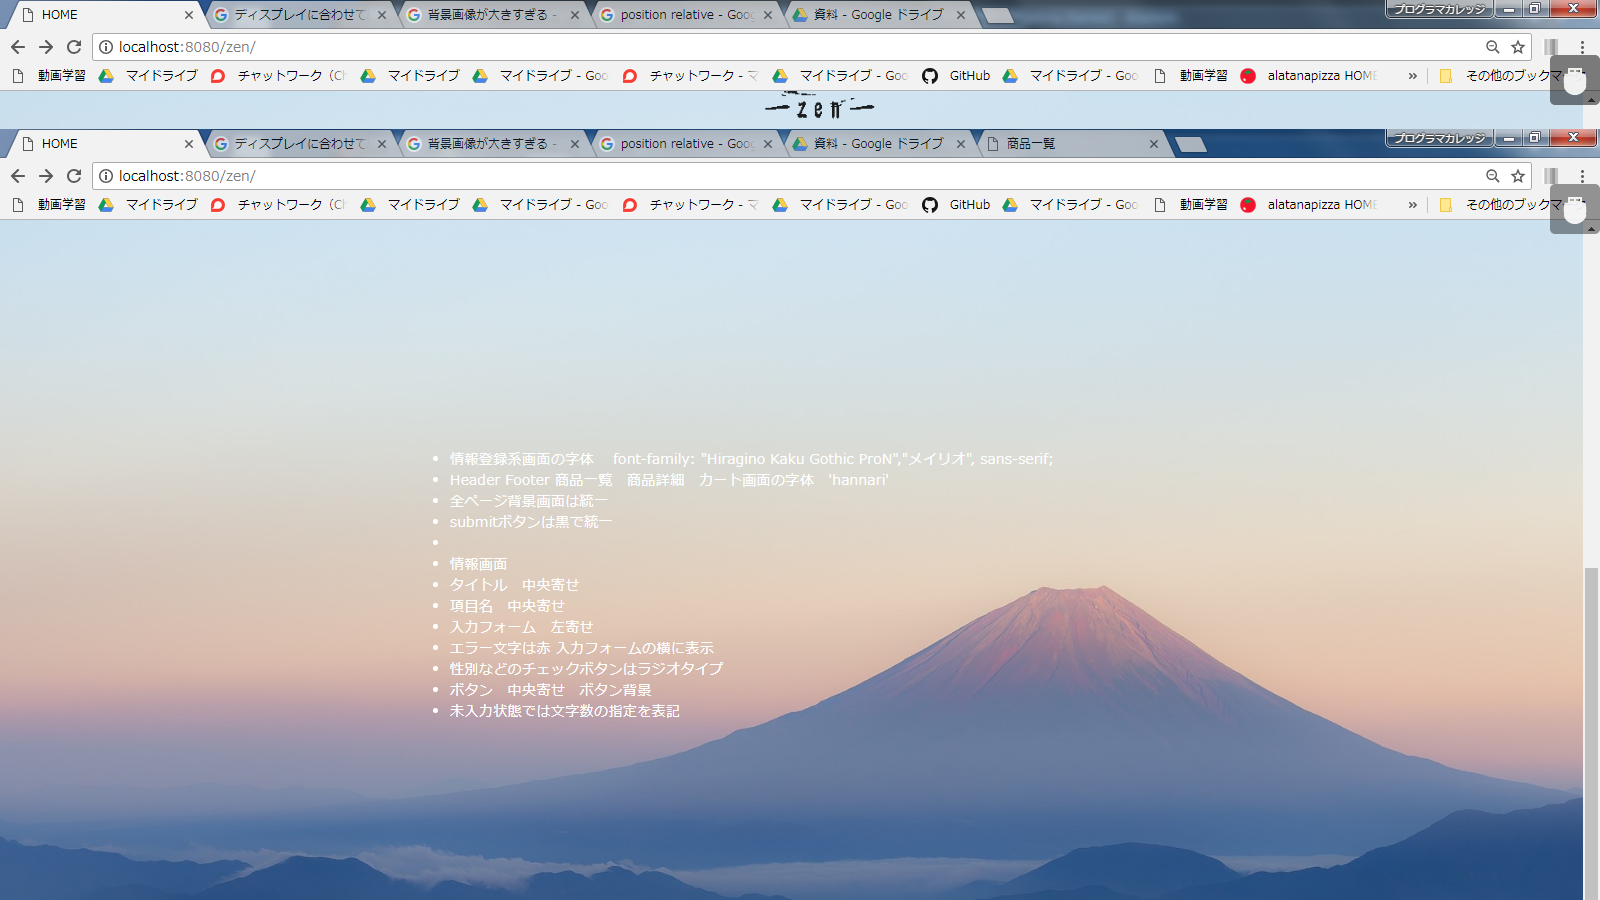 HOME
ディスプレイに合わせて
背景画像が大きすぎる -
position relative - Goo
資料 - Google ドライブ
プログラマカレッジ
localhost:8080/zen/
動画学習 マイドライブ チャットワーク (Ch マイドライブ マイドライブ - Goo チャットワーク - マ マイドライブ - Goo GitHub マイドライブ - Goo 動画学習 alatanapizza HOME » その他のブックマー
zen
HOME
ディスプレイに合わせて
背景画像が大きすぎる -
position relative - Goo
資料 - Google ドライブ
商品一覧
プログラマカレッジ
localhost:8080/zen/
動画学習 マイドライブ チャットワーク (Ch マイドライブ マイドライブ - Goo チャットワーク - マ マイドライブ - Goo GitHub マイドライブ - Goo 動画学習 alatanapizza HOME » その他のブックマー
情報登録系画面の字体 font-family: "Hiragino Kaku Gothic ProN","メイリオ", sans-serif;
Header Footer 商品一覧 商品詳細 カート画面の字体 'hannari'
全ページ背景画面は統一
submitボタンは黒で統一
情報画面
タイトル 中央寄せ
項目名 中央寄せ
入力フォーム 左寄せ
エラー文字は赤 入力フォームの横に表示
性別などのチェックボタンはラジオタイプ
ボタン 中央寄せ ボタン背景
未入力状態では文字数の指定を表記